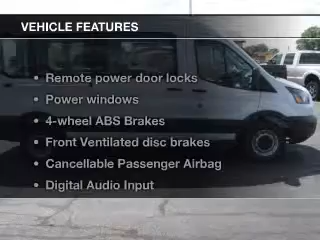 VEHICLE FEATURES
• Remote power door locks
• Power windows
• 4-wheel ABS Brakes
• Front Ventilated disc brakes
• Cancellable Passenger Airbag
• Digital Audio Input